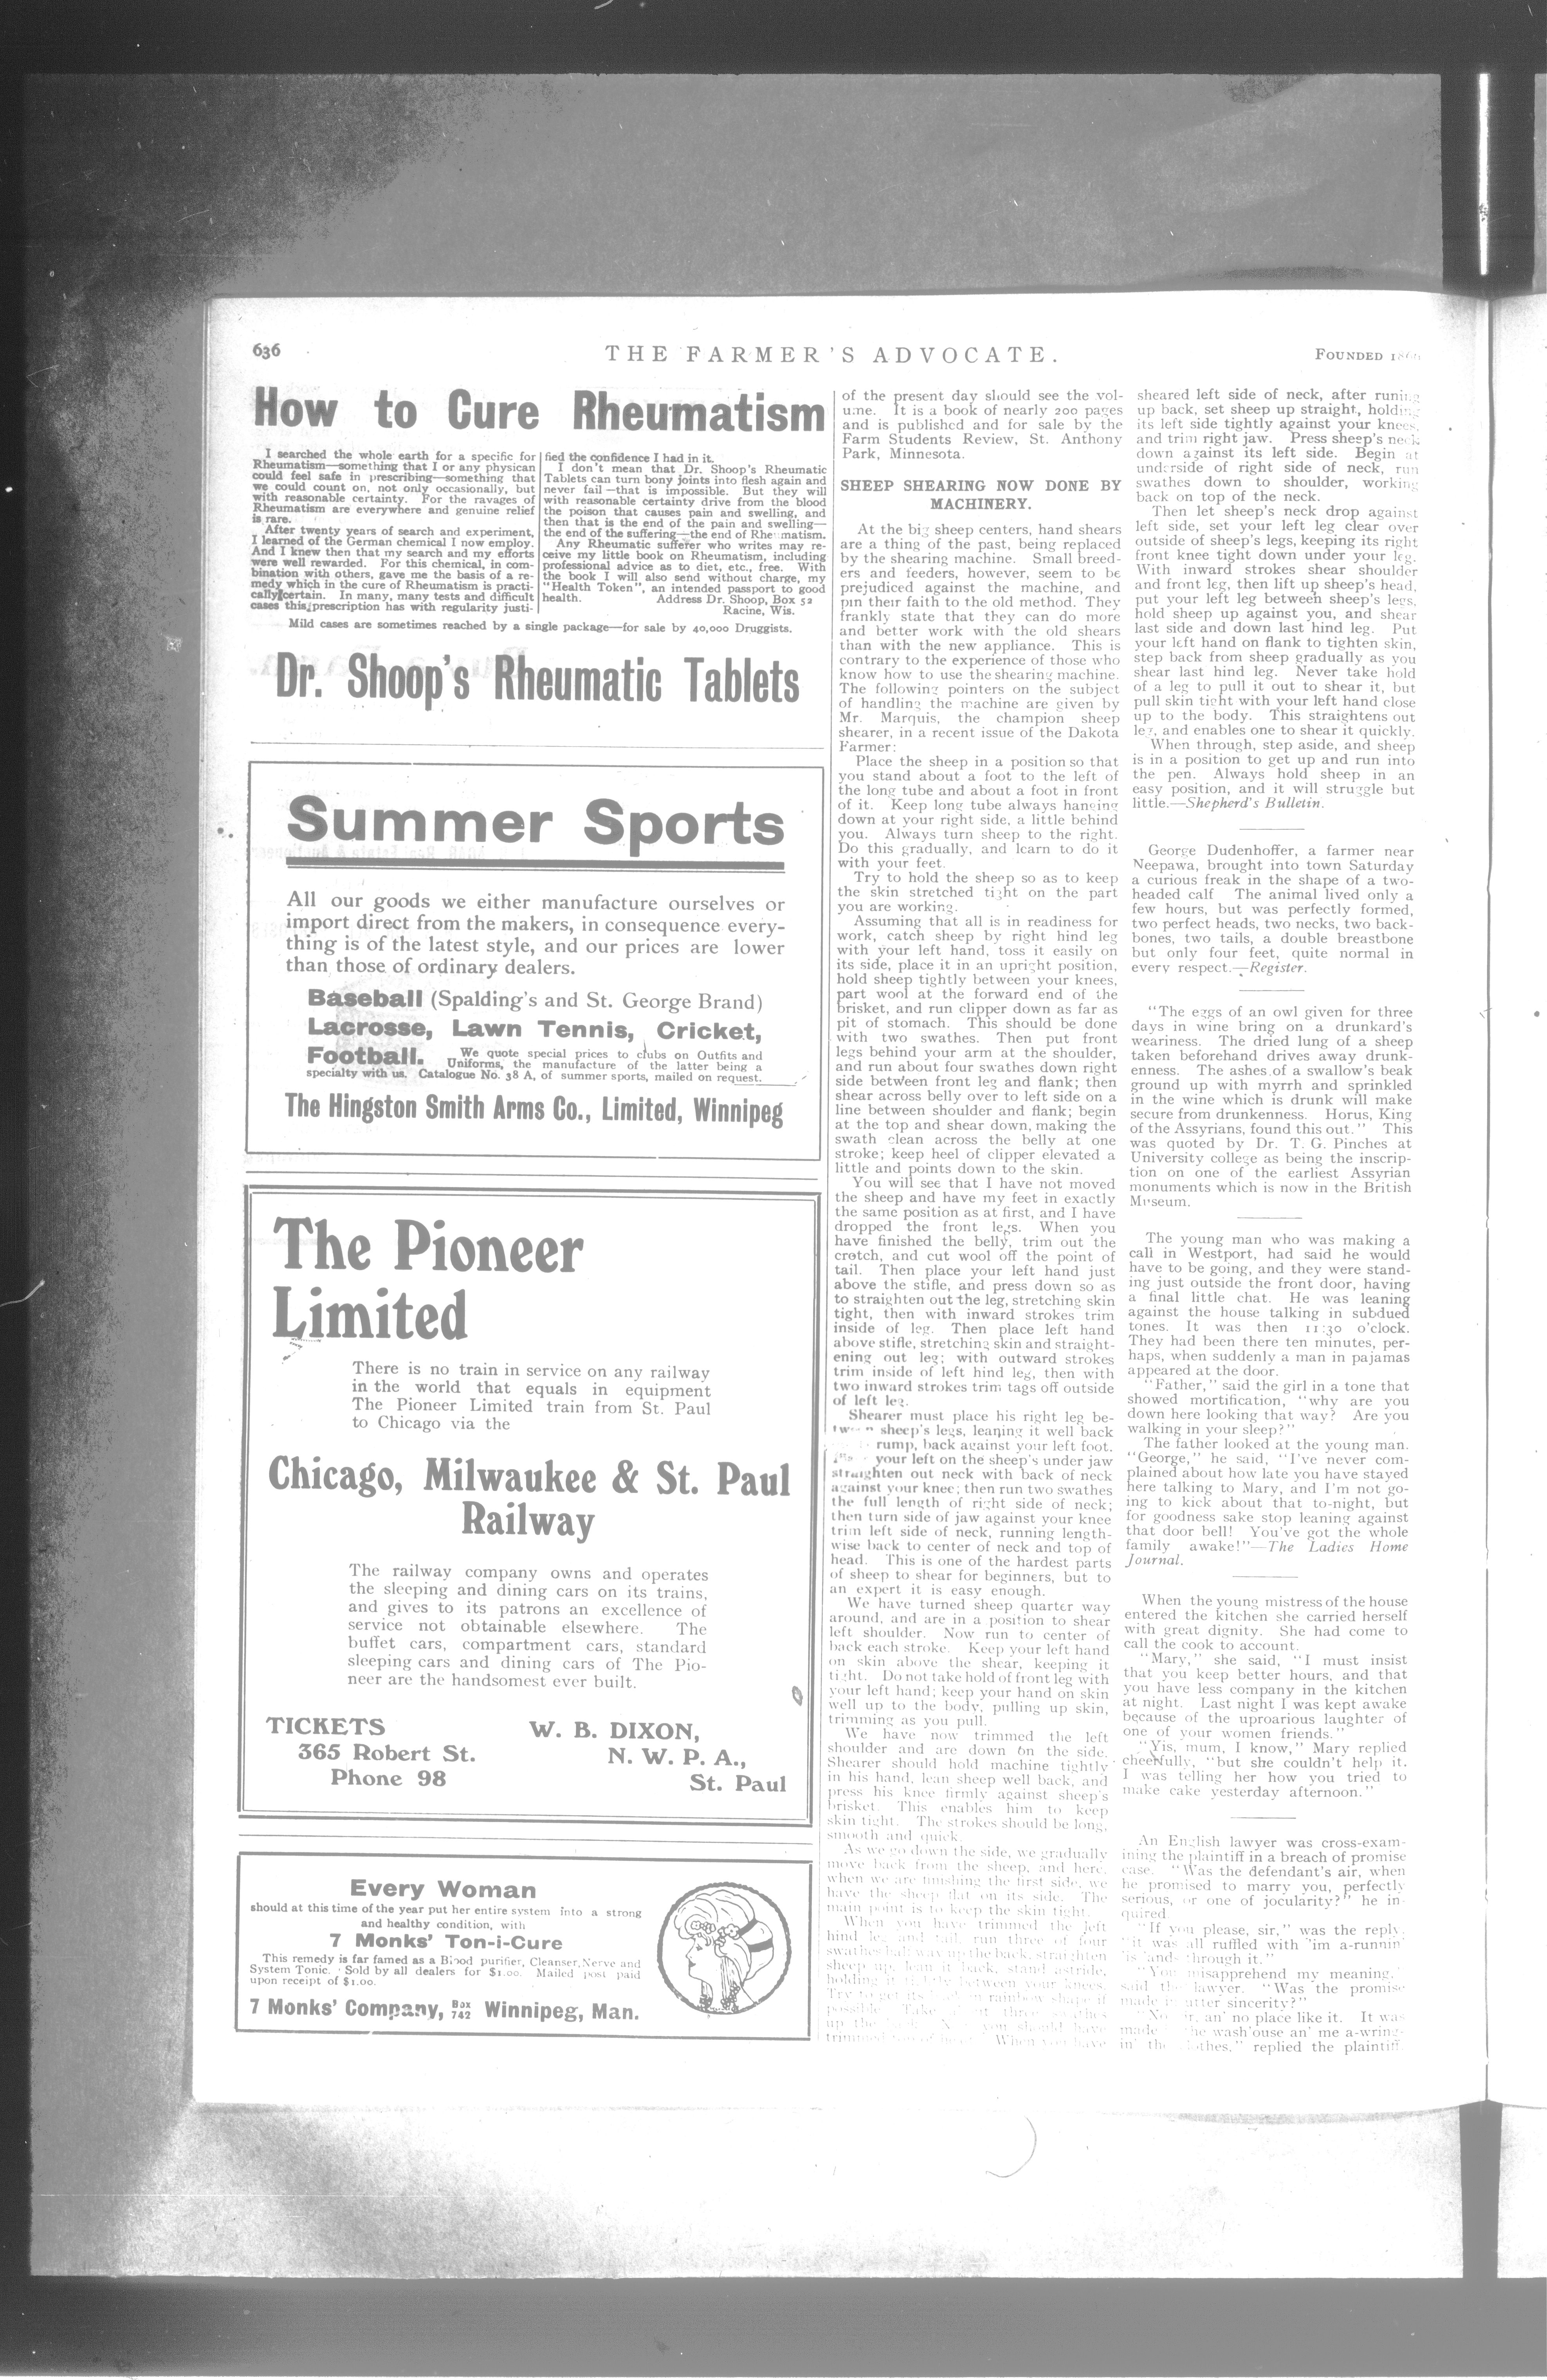 636
THE FARMER'S ADVOCATE.
FOUNDED
How to Cure Rheumatism
I searched the whole earth for a specific for
Rheumatism—something that I or any physican
could feel safe in prescribing—something that
we could count on, not only occasionally, but
with reasonable certainty. For the ravages of
Rheumatism are everywhere and genuine relief
is rare.
After twenty years of search and experiment,
I learned of the German chemical I now employ.
And I knew then that my search and my efforts
were well rewarded. For this chemical, in com-
bination with others, gave me the basis of a re-
medy which in the cure of Rheumatism is practi-
cally certain. In many, many tests and difficult
cases this prescription has with regularity justi-
fied the confidence I had in it.
I don't mean that Dr. Shoop's Rheumatic
Tablets can turn bony joints into flesh again and
never fail—that is impossible. But they will
with reasonable certainty drive from the blood
the poison that causes pain and swelling, and
then that is the end of the pain and swelling—
the end of the suffering—the end of Rheumatism.
Any Rheumatic sufferer who writes may re-
ceive my little book on Rheumatism, including
professional advice as to diet, etc., free. With
the book I will also send without charge, my
"Health Token", an intended passport to good
health. Address Dr. Shoop, Box 52
Racine, Wis.
Mild cases are sometimes reached by a single package—for sale by 40,000 Druggists.
Dr. Shoop's Rheumatic Tablets
Summer Sports
All our goods we either manufacture ourselves or
import direct from the makers, in consequence every-
thing is of the latest style, and our prices are lower
than those of ordinary dealers.
Baseball (Spalding's and St. George Brand)
Lacrosse, Lawn Tennis, Cricket,
Football. We quote special prices to clubs on Outfits and
Uniforms, the manufacture of the latter being a
specialty with us. Catalogue No. 38 A, of summer sports, mailed on request.
The Hingston Smith Arms Co., Limited, Winnipeg
The Pioneer
Limited
There is no train in service on any railway
in the world that equals in equipment
The Pioneer Limited train from St. Paul
to Chicago via the
Chicago, Milwaukee & St. Paul
Railway
The railway company owns and operates
the sleeping and dining cars on its trains,
and gives to its patrons an excellence of
service not obtainable elsewhere. The
buffet cars, compartment cars, standard
sleeping cars and dining cars of The Pio-
neer are the handsomest ever built.
TICKETS
365 Robert St.
Phone 98
W. B. DIXON,
N. W. P. A.,
St. Paul
Every Woman
should at this time of the year put her entire system into a strong
and healthy condition, with
7 Monks' Ton-i-Cure
This remedy is far famed as a Blood purifier, Cleanser, Nerve and
System Tonic. Sold by all dealers for $1.00. Mailed post paid
upon receipt of $1.00.
7 Monks' Company, Box 742 Winnipeg, Man.
of the present day should see the vol-
ume. It is a book of nearly 200 pages
and is published and for sale by the
Farm Students Review, St. Anthony
Park, Minnesota.
SHEEP SHEARING NOW DONE BY
MACHINERY.
At the big sheep centers, hand shears
are a thing of the past, being replaced
by the shearing machine. Small breed-
ers and feeders, however, seem to be
prejudiced against the machine, and
pin their faith to the old method. They
frankly state that they can do more
and better work with the old shears
than with the new appliance. This is
contrary to the experience of those who
know how to use the shearing machine.
The following pointers on the subject
of handling the machine are given by
Mr. Marquis, the champion sheep
shearer, in a recent issue of the Dakota
Farmer:
Place the sheep in a position so that
you stand about a foot to the left of
the long tube and about a foot in front
of it. Keep long tube always hanging
down at your right side, a little behind
you. Always turn sheep to the right.
Do this gradually, and learn to do it
with your feet.
Try to hold the sheep so as to keep
the skin stretched tight on the part
you are working.
Assuming that all is in readiness for
work, catch sheep by right hind leg
with your left hand, toss it easily on
its side, place it in an upright position,
hold sheep tightly between your knees,
part wool at the forward end of the
brisket, and run clipper down as far as
pit of stomach. This should be done
with two swathes. Then put front
legs behind your arm at the shoulder,
and run about four swathes down right
side between front leg and flank; then
shear across belly over to left side on a
line between shoulder and flank; begin
at the top and shear down, making the
swath clean across the belly at one
stroke; keep heel of clipper elevated a
little and points down to the skin.
You will see that I have not moved
the sheep and have my feet in exactly
the same position as at first, and I have
dropped the front legs. When you
have finished the belly, trim out the
crotch, and cut wool off the point of
tail. Then place your left hand just
above the stifle, and press down so as
to straighten out the leg, stretching skin
tight, then with inward strokes trim
inside of leg. Then place left hand
above stifle, stretching skin and straight-
ening out leg; with outward strokes
trim inside of left hind leg, then with
two inward strokes trim tags off outside
of left leg.
Shearer must place his right leg be-
tween sheep's legs, leaning it well back
rump, back against your left foot.
your left on the sheep's under jaw
straighten out neck with back of neck
against your knee; then run two swathes
the full length of right side of neck;
then turn side of jaw against your knee
trim left side of neck, running length-
wise back to center of neck and top of
head. This is one of the hardest parts
of sheep to shear for beginners, but to
an expert it is easy enough.
We have turned sheep quarter way
around, and are in a position to shear
left shoulder. Now run to center of
back each stroke. Keep your left hand
on skin above the shear, keeping it
tight. Do not take hold of front leg with
your left hand; keep your hand on skin
well up to the body, pulling up skin,
trimming as you pull.
We have now trimmed the left
shoulder and are down on the side.
Shearer should hold machine tightly
in his hand, lean sheep well back, and
press his knee firmly against sheep's
brisket. This enables him to keep
skin tight. The strokes should be long,
smooth and quick.
As we go down the side, we gradually
move back from the sheep, and here,
when we are finishing the first side, we
have the sheep flat on its side. The
main point is to keep the skin tight.
When you have trimmed the left
hind leg and tail, run three of four
swathes half way up the back, straighten
sheep up, lean it back, stand astride,
holding it tightly between your knees.
Try to get its back in rainbow shape if
possible. Take three swathes
up the you should have
trimmed top of head. When you have
sheared left side of neck, after runing
up back, set sheep up straight, holding
its left side tightly against your knees,
and trim right jaw. Press sheep's neck
down against its left side. Begin at
underside of right side of neck, run
swathes down to shoulder, working
back on top of the neck.
Then let sheep's neck drop against
left side, set your left leg clear over
outside of sheep's legs, keeping its right
front knee tight down under your leg.
With inward strokes shear shoulder
and front leg, then lift up sheep's head,
put your left leg between sheep's legs,
hold sheep up against you, and shear
last side and down last hind leg. Put
your left hand on flank to tighten skin,
step back from sheep gradually as you
shear last hind leg. Never take hold
of a leg to pull it out to shear it, but
pull skin tight with your left hand close
up to the body. This straightens out
leg, and enables one to shear it quickly.
When through, step aside, and sheep
is in a position to get up and run into
the pen. Always hold sheep in an
easy position, and it will struggle but
little.—Shepherd's Bulletin.
George Dudenhoffer, a farmer near
Neepawa, brought into town Saturday
a curious freak in the shape of a two-
headed calf The animal lived only a
few hours, but was perfectly formed,
two perfect heads, two necks, two back-
bones, two tails, a double breastbone
but only four feet, quite normal in
every respect.—Register.
"The eggs of an owl given for three
days in wine bring on a drunkard's
weariness. The dried lung of a sheep
taken beforehand drives away drunk-
enness. The ashes of a swallow's beak
ground up with myrrh and sprinkled
in the wine which is drunk will make
secure from drunkenness. Horus, King
of the Assyrians, found this out." This
was quoted by Dr. T. G. Pinches at
University college as being the inscrip-
tion on one of the earliest Assyrian
monuments which is now in the British
Museum.
The young man who was making a
call in Westport, had said he would
have to be going, and they were stand-
ing just outside the front door, having
a final little chat. He was leaning
against the house talking in subdued
tones. It was then 11:30 o'clock.
They had been there ten minutes, per-
haps, when suddenly a man in pajamas
appeared at the door.
"Father," said the girl in a tone that
showed mortification, "why are you
down here looking that way? Are you
walking in your sleep?"
The father looked at the young man.
"George," he said, "I've never com-
plained about how late you have stayed
here talking to Mary, and I'm not go-
ing to kick about that to-night, but
for goodness sake stop leaning against
that door bell! You've got the whole
family awake!"—The Ladies Home
Journal.
When the young mistress of the house
entered the kitchen she carried herself
with great dignity. She had come to
call the cook to account.
"Mary," she said, "I must insist
that you keep better hours, and that
you have less company in the kitchen
at night. Last night I was kept awake
because of the uproarious laughter of
one of your women friends."
"Yis, mum, I know," Mary replied
cheerfully, "but she couldn't help it.
I was telling her how you tried to
make cake yesterday afternoon."
An English lawyer was cross-exam-
ining the plaintiff in a breach of promise
case. "Was the defendant's air, when
he promised to marry you, perfectly
serious, or one of jocularity?" he in-
quired.
"If you please, sir," was the reply,
"it was all ruffled with 'im a-runnin'
is 'ands through it."
"You misapprehend my meaning,"
said the lawyer. "Was the promise
made in utter sincerity?"
an' no place like it. It was
made the wash'ouse an' me a-wring-
in' the clothes," replied the plaintiff.